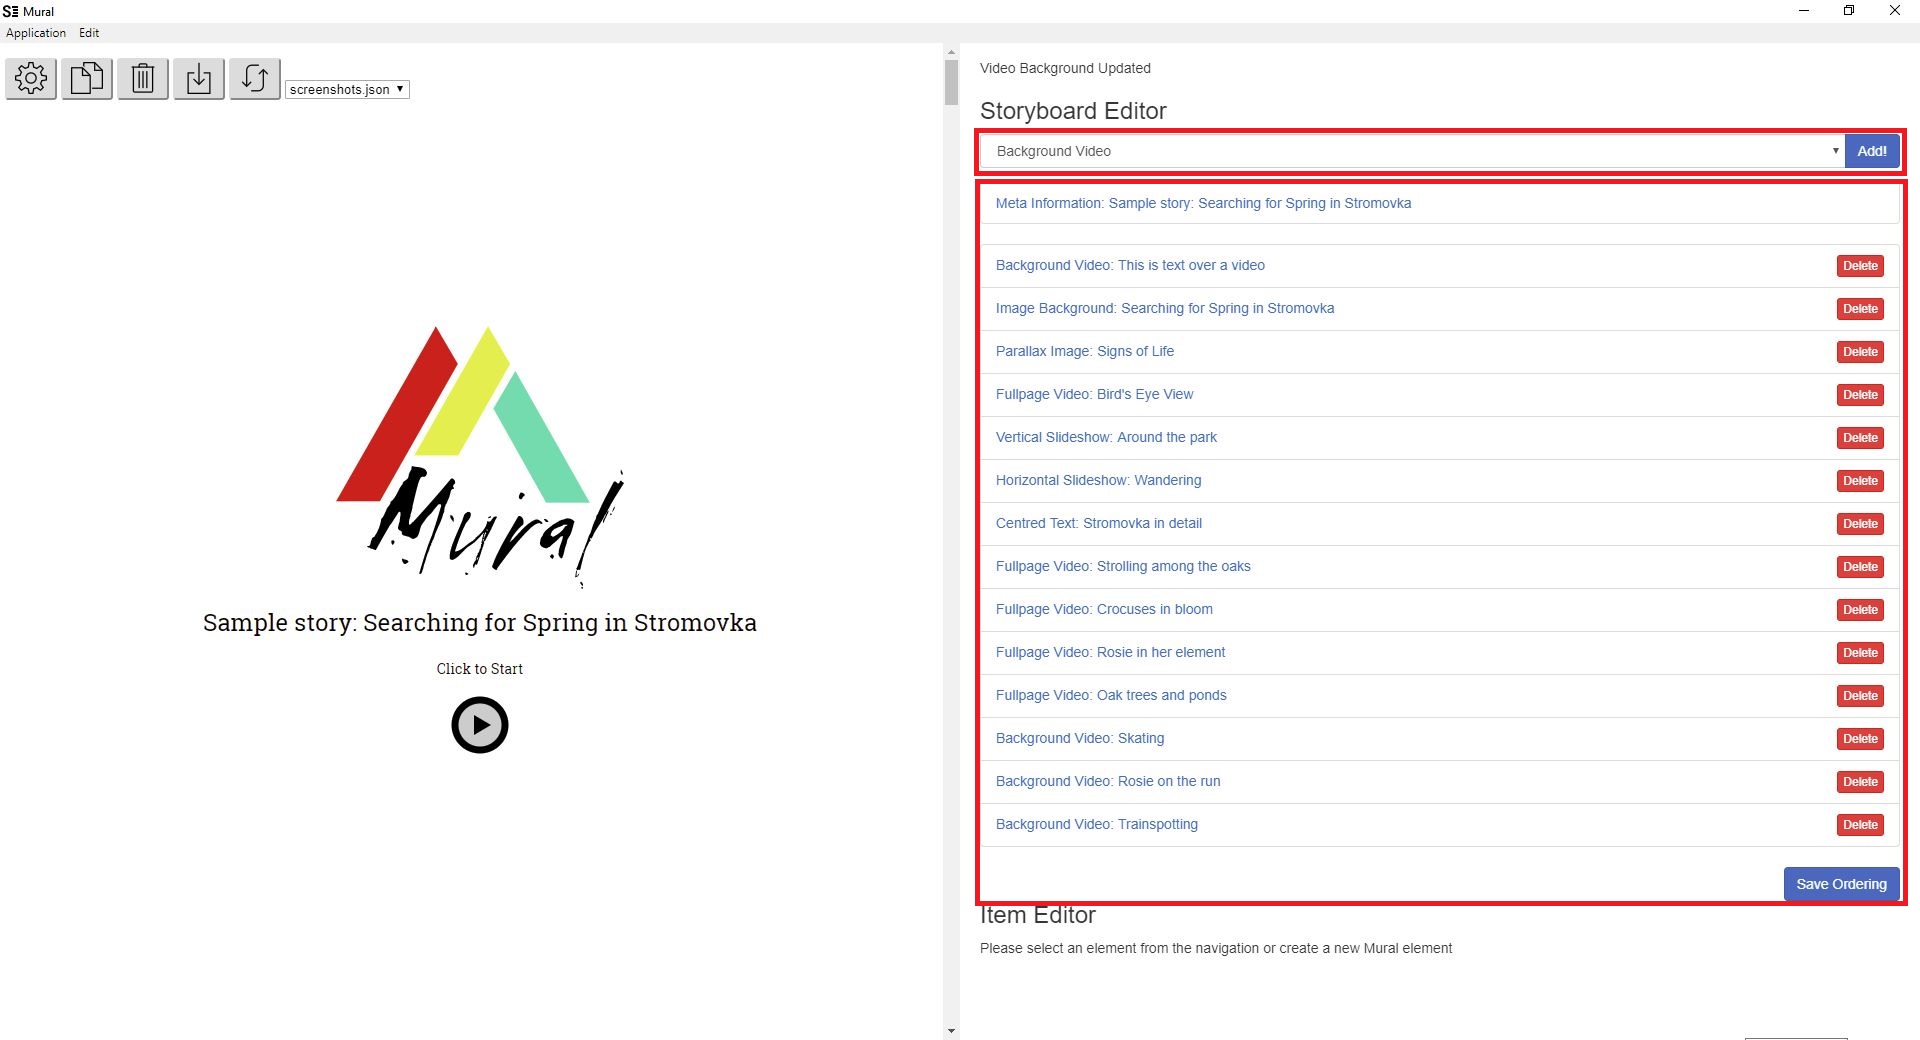 SE Mural
Application Edit
screenshots.json
Mural
Sample story: Searching for Spring in Stromovka
Click to Start
Video Background Updated
Storyboard Editor
Background Video Add!
Meta Information: Sample story: Searching for Spring in Stromovka
Background Video: This is text over a video Delete
Image Background: Searching for Spring in Stromovka Delete
Parallax Image: Signs of Life Delete
Fullpage Video: Bird's Eye View Delete
Vertical Slideshow: Around the park Delete
Horizontal Slideshow: Wandering Delete
Centred Text: Stromovka in detail Delete
Fullpage Video: Strolling among the oaks Delete
Fullpage Video: Crocuses in bloom Delete
Fullpage Video: Rosie in her element Delete
Fullpage Video: Oak trees and ponds Delete
Background Video: Skating Delete
Background Video: Rosie on the run Delete
Background Video: Trainspotting Delete
Save Ordering
Item Editor
Please select an element from the navigation or create a new Mural element